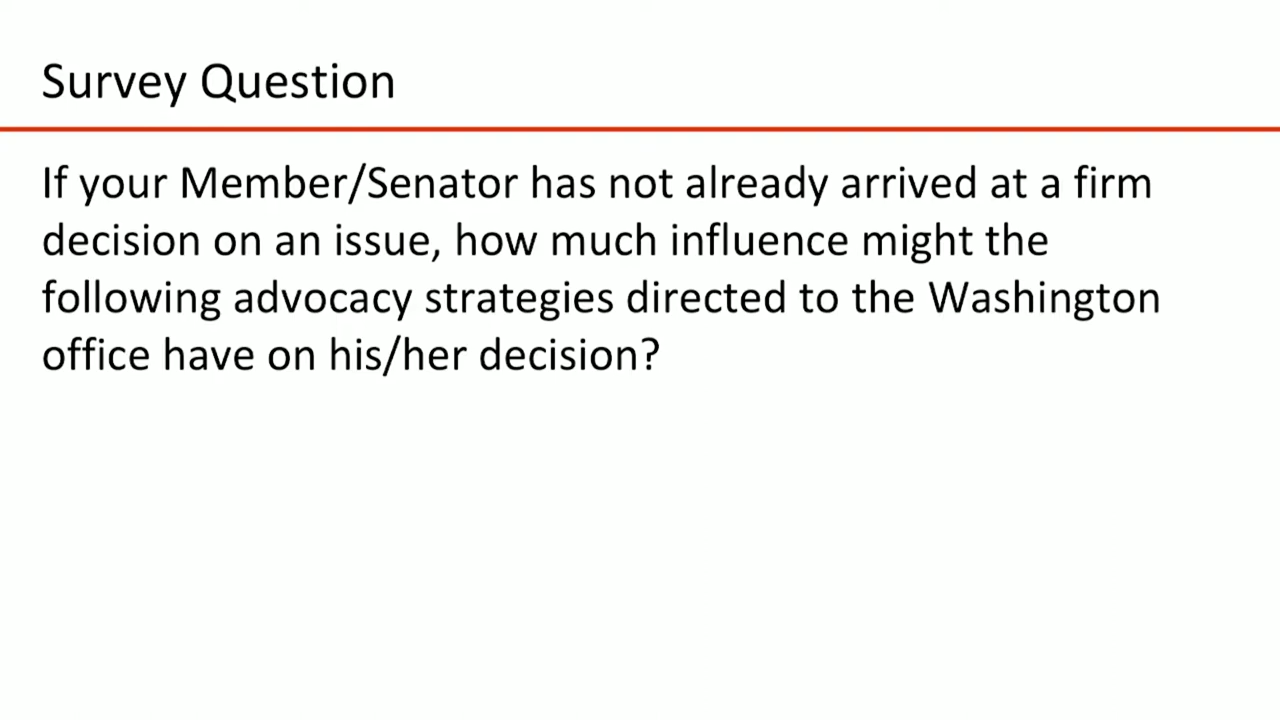 Survey Question
If your Member/Senator has not already arrived at a firm
decision on an issue, how much influence might the
following advocacy strategies directed to the Washington
office have on his/her decision?